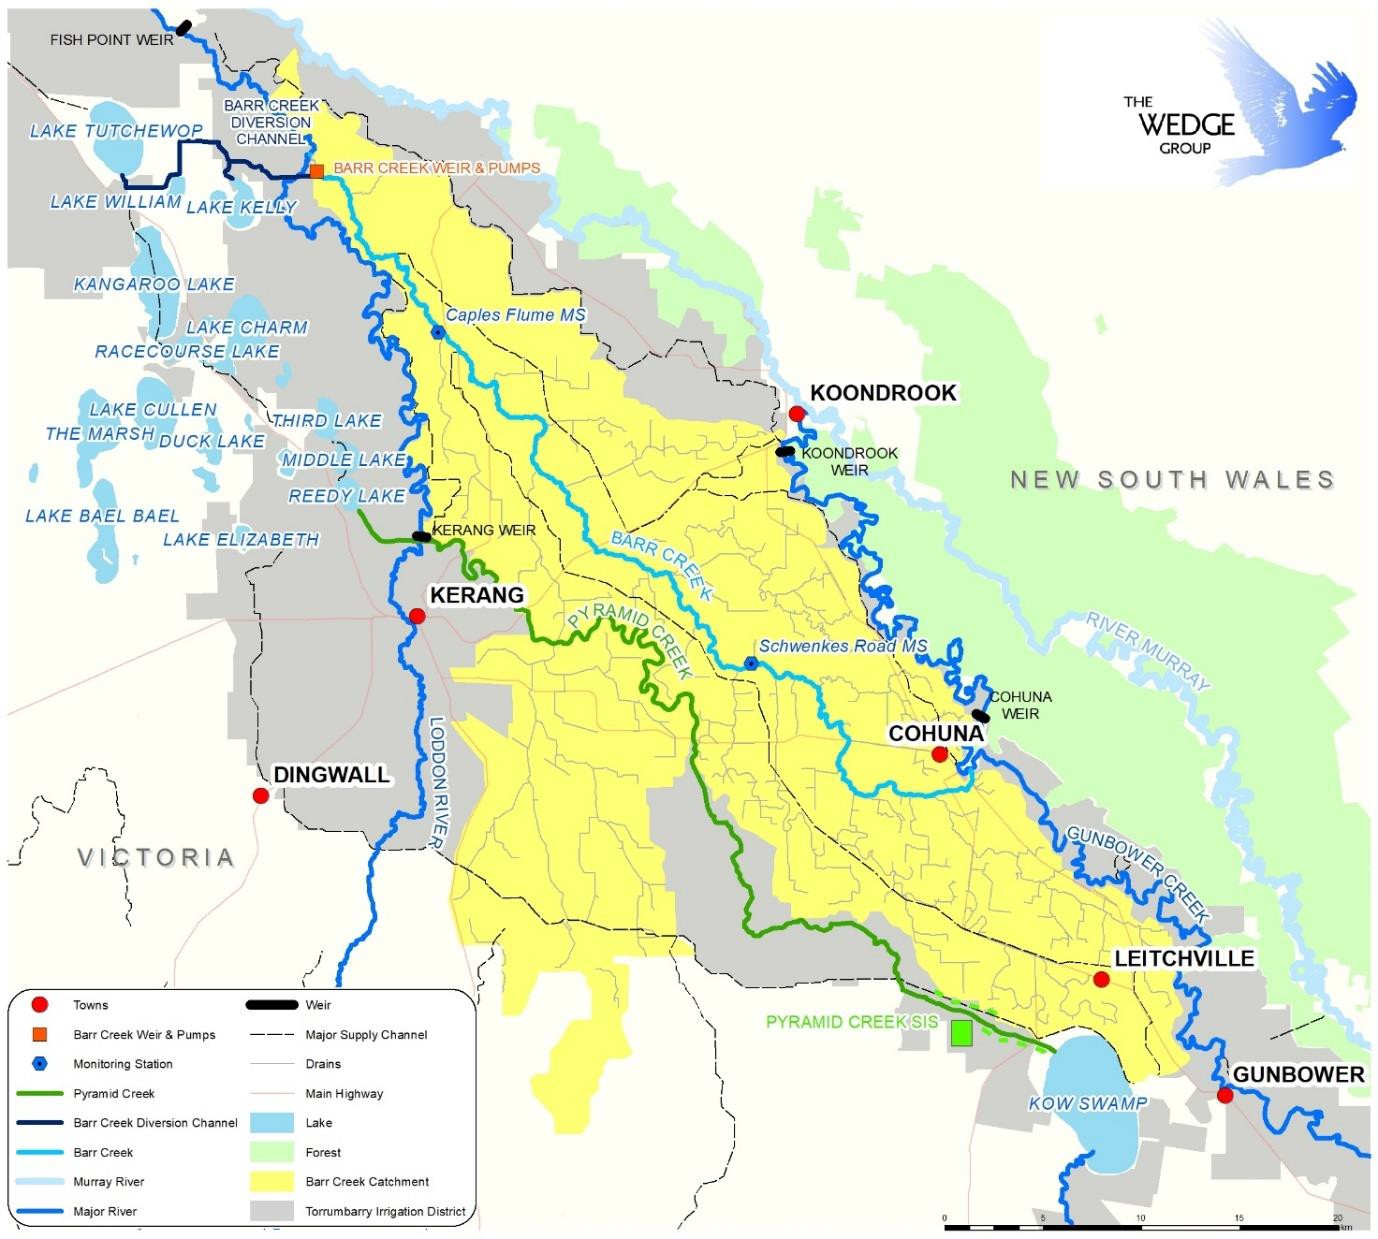 FISH POINT WEIR
THE
WEDGE
GROUP
BARR CREEK
DIVERSION
CHANNEL
LAKE TUTCHEWOP
BARR CREEK WEIR & PUMPS
LAKE WILLIAM
LAKE KELLY
KANGAROO LAKE
Caples Flume MS
LAKE CHARM
RACECOURSE LAKE
KOONDROOK
LAKE CULLEN
THIRD LAKE
THE MARSH
DUCK LAKE
KOONDROOK
WEIR
MIDDLE LAKE
NEW SOUTH WALES
REEDY LAKE
LAKE BAEL BAEL
KERANG WEIR
LAKE ELIZABETH
BARR CREEK
KERANG
PYRAMID CREEK
RIVER MURRAY
Schwenkes Road MS
COHUNA
WEIR
COHUNA
LODDON RIVER
DINGWALL
VICTORIA
GUNBOWER CREEK
LEITCHVILLE
PYRAMID CREEK SIS
GUNBOWER
KOW SWAMP
Towns
Barr Creek Weir & Pumps
Monitoring Station
Pyramid Creek
Barr Creek Diversion Channel
Barr Creek
Murray River
Major River
Weir
Major Supply Channel
Drains
Main Highway
Lake
Forest
Barr Creek Catchment
Torrumbarry Irrigation District
0 5 10 15 20
km